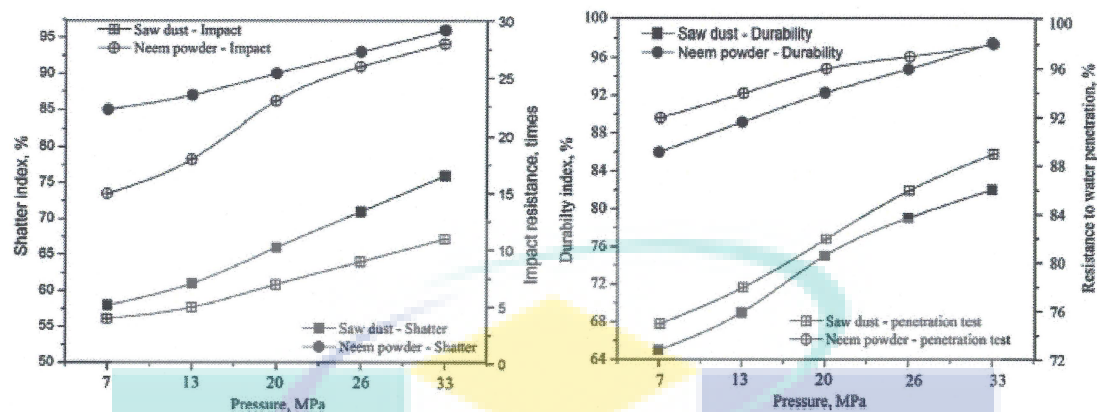 Saw dust - Impact
Neem powder - Impact
Shatter index, %
95
90
85
80
75
70
65
60
55
50
30
25
20
15
10
5
0
Impact resistance, times
Saw dust - Shatter
Neem powder - Shatter
7 13 20 26 33
Pressure, MPa
Saw dust - Durability
Neem powder - Durability
Durabilty index, %
100
96
92
88
84
80
76
72
68
64
100
96
92
88
84
80
76
72
Resistance to water penetration, %
Saw dust - penetration test
Neem powder - penetration test
7 13 20 26 33
Pressure, MPa